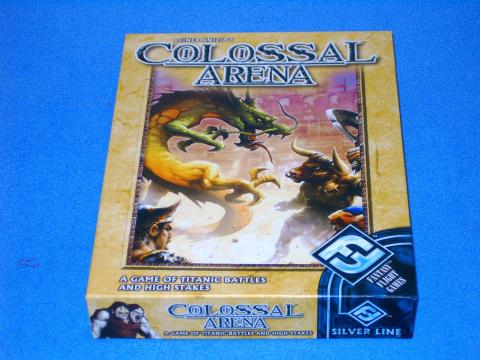 REINER KNIZIA'S
COLOSSAL
ARENA
A GAME OF TITANIC BATTLES
AND HIGH STAKES
FANTASY
FLIGHT
GAMES
COLOSSAL
ARENA
A GAME OF TITANIC BATTLES AND HIGH STAKES
SILVER LINE